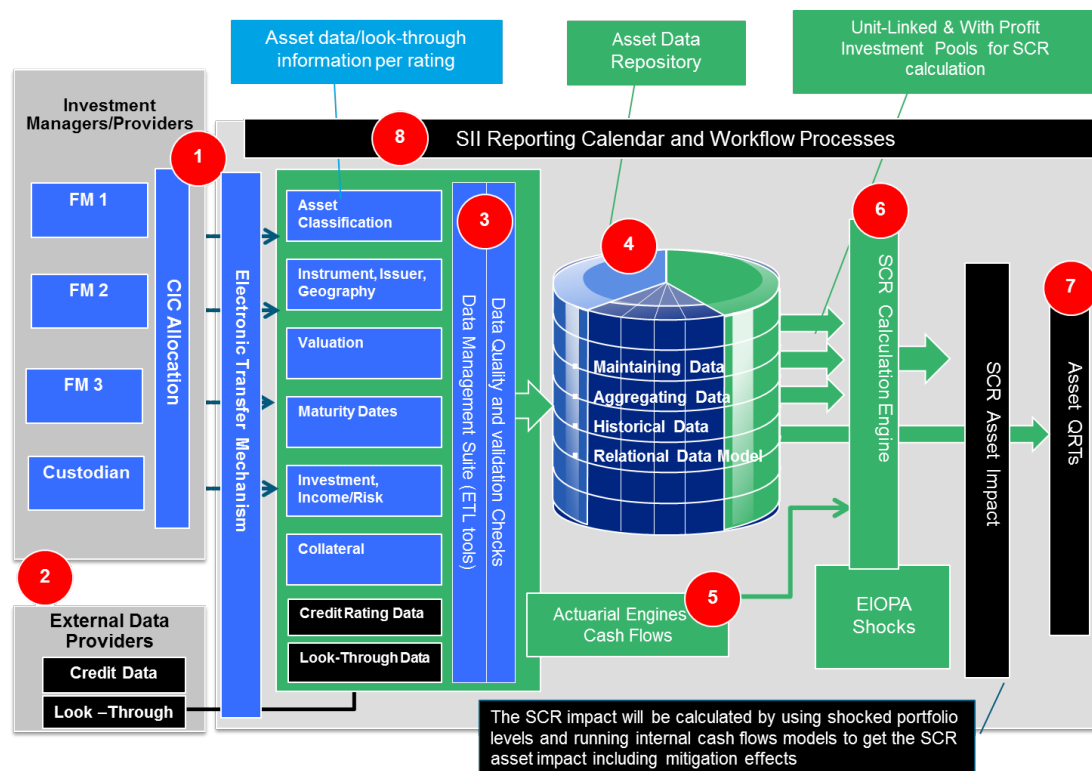 Asset data/look-through
information per rating
Asset Data
Repository
Unit-Linked & With Profit
Investment Pools for SCR
calculation
Investment
Managers/Providers
8
SII Reporting Calendar and Workflow Processes
1
FM 1
FM 2
FM 3
Custodian
CIC Allocation
Electronic Transfer Mechanism
Asset
Classification
Instrument, Issuer,
Geography
Valuation
Maturity Dates
Investment,
Income/Risk
Collateral
Credit Rating Data
Look-Through Data
3
Data Management Suite (ETL tools)
Data Quality and validation Checks
4
▪ Maintaining Data
▪ Aggregating Data
▪ Historical Data
▪ Relational Data Model
5
Actuarial Engines
Cash Flows
6
SCR Calculation Engine
EIOPA
Shocks
SCR Asset Impact
7
Asset QRTs
2
External Data
Providers
Credit Data
Look –Through
The SCR impact will be calculated by using shocked portfolio
levels and running internal cash flows models to get the SCR
asset impact including mitigation effects